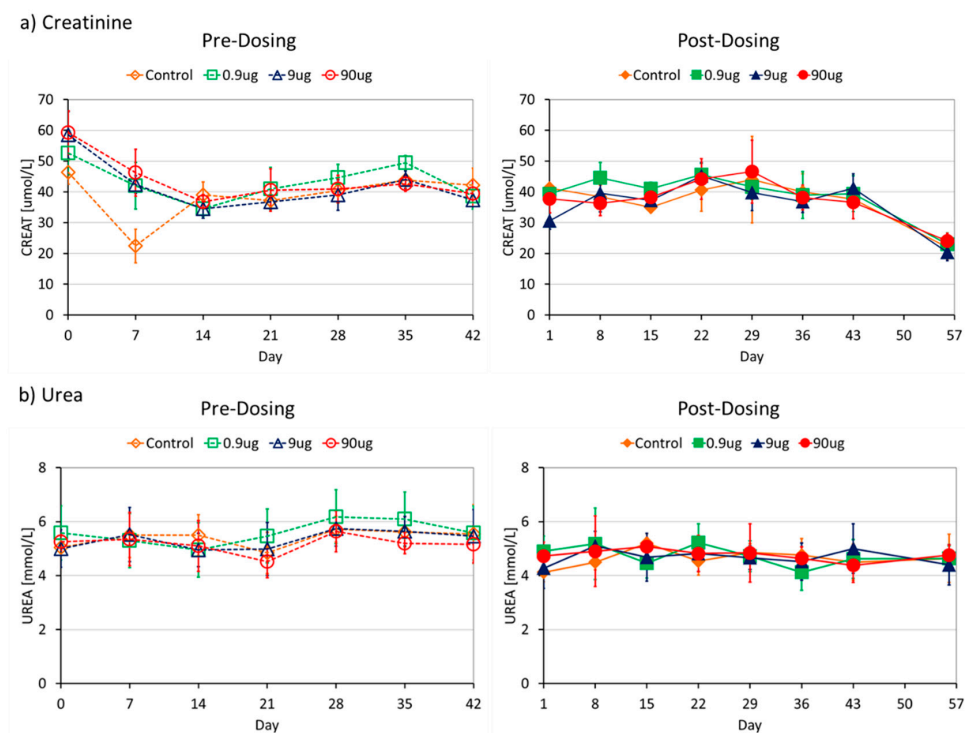 a) Creatinine
Pre-Dosing
Control 0.9ug 9ug 90ug
70
60
50
40
30
20
10
0
CREAT [umol/L]
0 7 14 21 28 35 42
Day
Post-Dosing
Control 0.9ug 9ug 90ug
70
60
50
40
30
20
10
0
CREAT [umol/L]
1 8 15 22 29 36 43 50 57
Day
b) Urea
Pre-Dosing
Control 0.9ug 9ug 90ug
8
6
4
2
0
UREA [mmol/L]
0 7 14 21 28 35 42
Day
Post-Dosing
Control 0.9ug 9ug 90ug
8
6
4
2
0
UREA [mmol/L]
1 8 15 22 29 36 43 50 57
Day